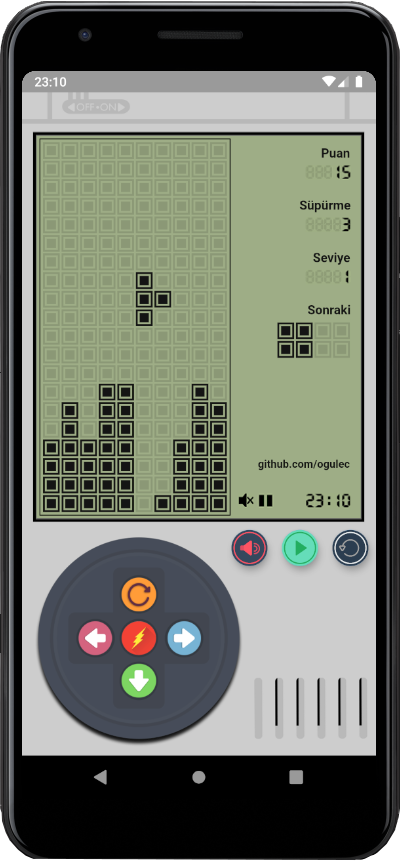 23:10
OFF-ON
Puan
15
Süpürme
3
Seviye
1
Sonraki
github.com/ogulec
23:10